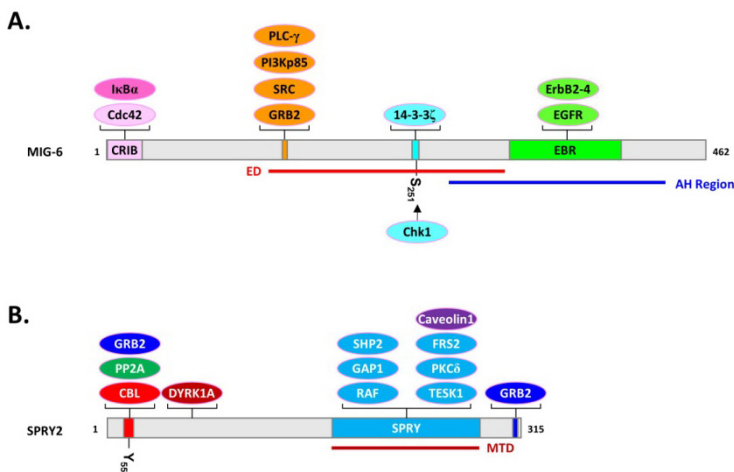 A.
PLC-γ
PI3Kp85
IκBα
SRC
ErbB2-4
Cdc42
GRB2
14-3-3ζ
EGFR
MIG-6
1
CRIB
EBR
462
ED
S251
AH Region
Chk1
B.
Caveolin1
GRB2
SHP2
FRS2
PP2A
GAP1
PKCδ
CBL
DYRK1A
RAF
TESK1
GRB2
SPRY2
1
SPRY
315
MTD
Y55